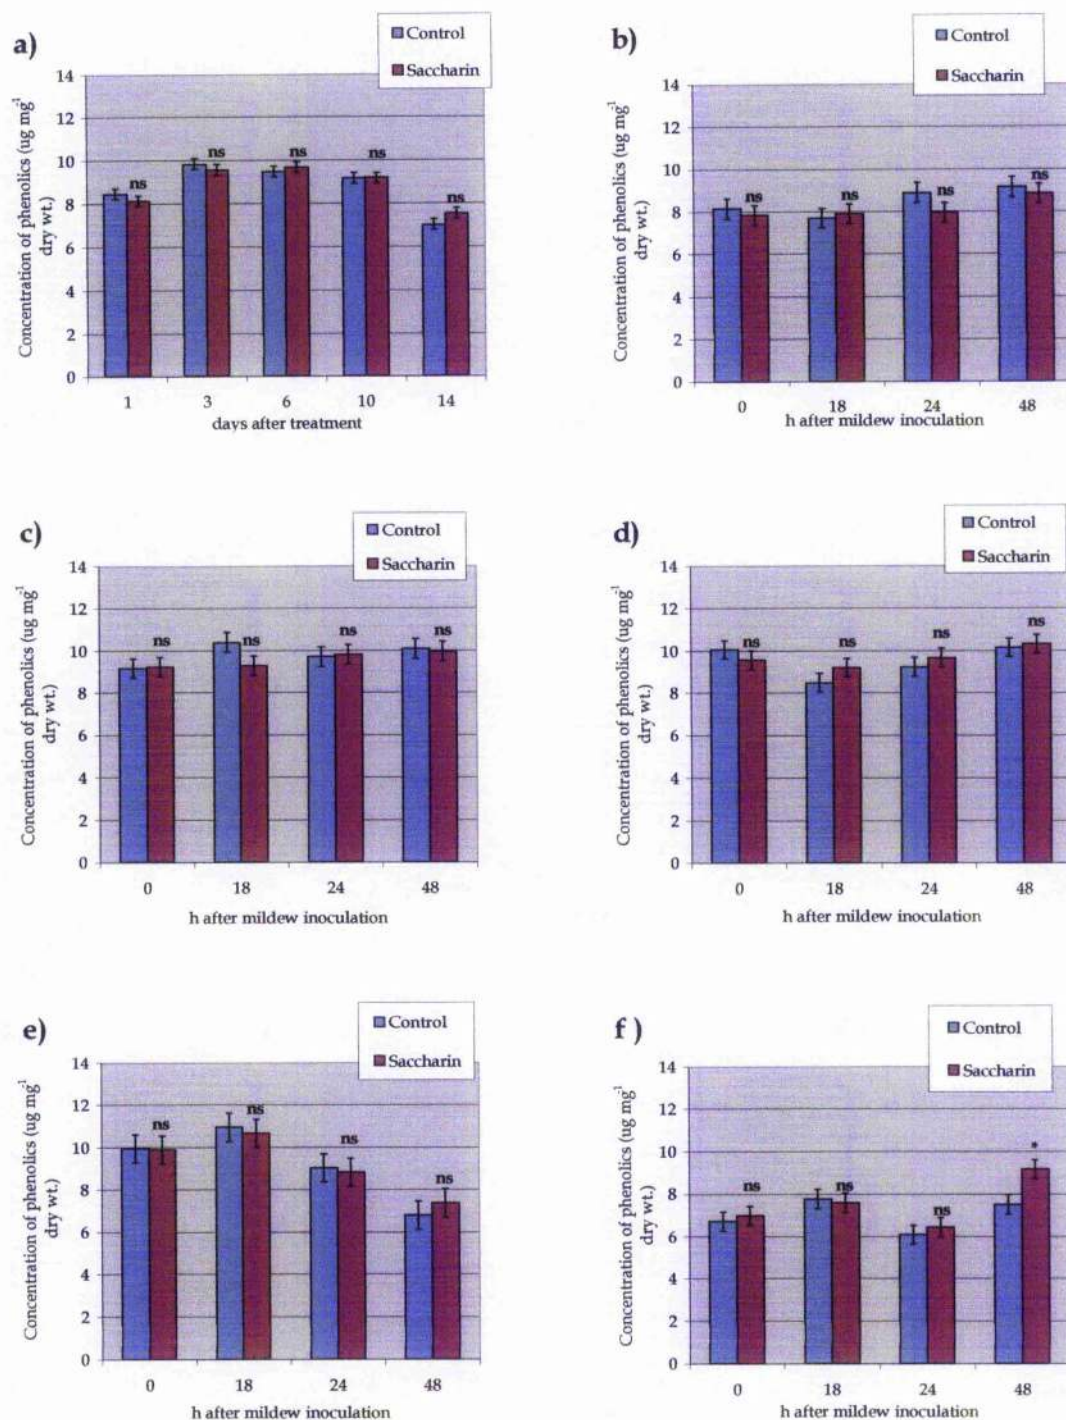 a)
Control
Saccharin
Concentration of phenolics (ug mg-1
dry wt.)
14
12
10
8
6
4
2
0
ns
ns
ns
ns
ns
1 3 6 10 14
days after treatment
b)
Control
Saccharin
Concentration of phenolics (ug mg-1
dry wt.)
14
12
10
8
6
4
2
0
ns
ns
ns
ns
0 18 24 48
h after mildew inoculation
c)
Control
Saccharin
Concentration of phenolics (ug mg-1
dry wt.)
14
12
10
8
6
4
2
0
ns
ns
ns
ns
0 18 24 48
h after mildew inoculation
d)
Control
Saccharin
Concentration of phenolics (ug mg-1
dry wt.)
14
12
10
8
6
4
2
0
ns
ns
ns
ns
0 18 24 48
h after mildew inoculation
e)
Control
Saccharin
Concentration of phenolics (ug mg-1
dry wt.)
14
12
10
8
6
4
2
0
ns
ns
ns
ns
0 18 24 48
h after mildew inoculation
f )
Control
Saccharin
Concentration of phenolics (ug mg-1
dry wt.)
14
12
10
8
6
4
2
0
ns
ns
ns
*
0 18 24 48
h after mildew inoculation